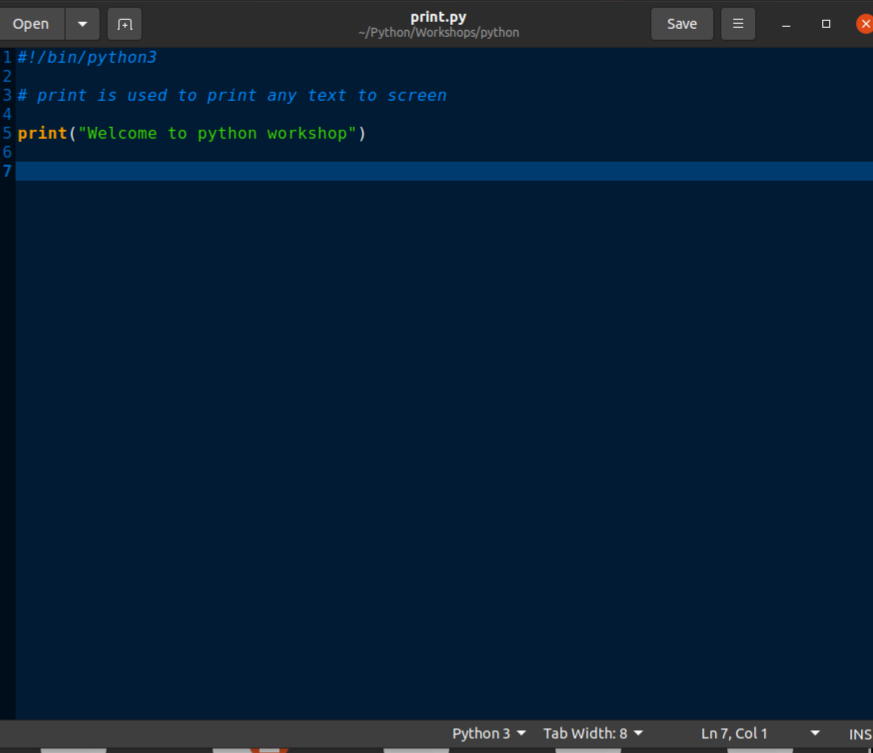 Open
print.py
~/Python/Workshops/python
Save
1 #!/bin/python3
2
3 # print is used to print any text to screen
4
5 print("Welcome to python workshop")
6
7
Python 3 Tab Width: 8 Ln 7, Col 1 INS